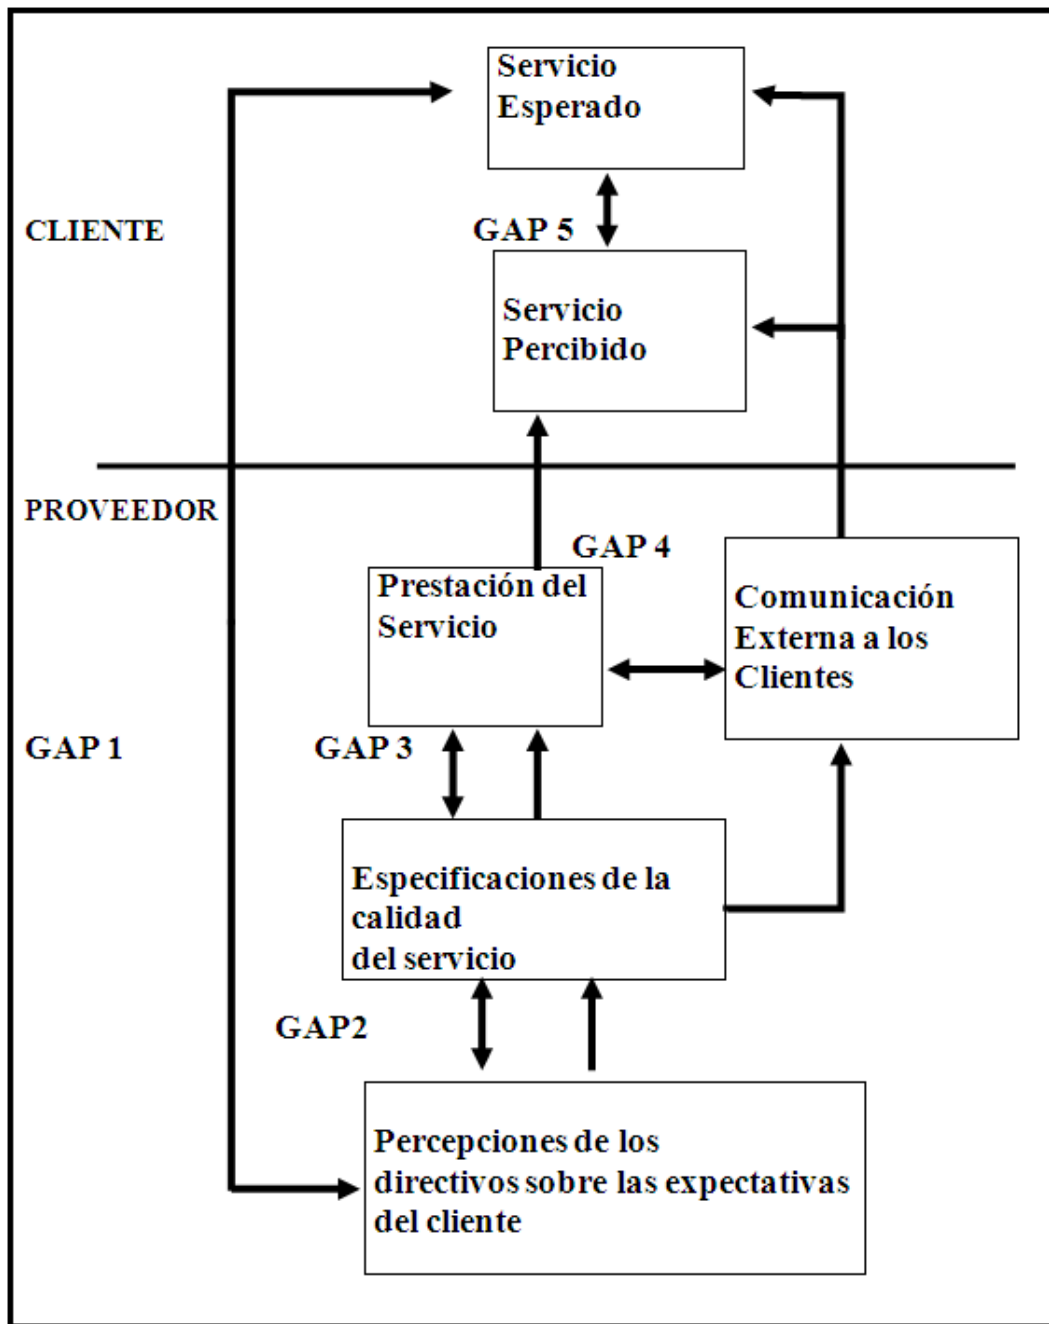 Servicio
Esperado
CLIENTE
GAP 5
Servicio
Percibido
PROVEEDOR
GAP 4
Prestación del
Servicio
Comunicación
Externa a los
Clientes
GAP 1
GAP 3
Especificaciones de la
calidad
del servicio
GAP2
Percepciones de los
directivos sobre las expectativas
del cliente